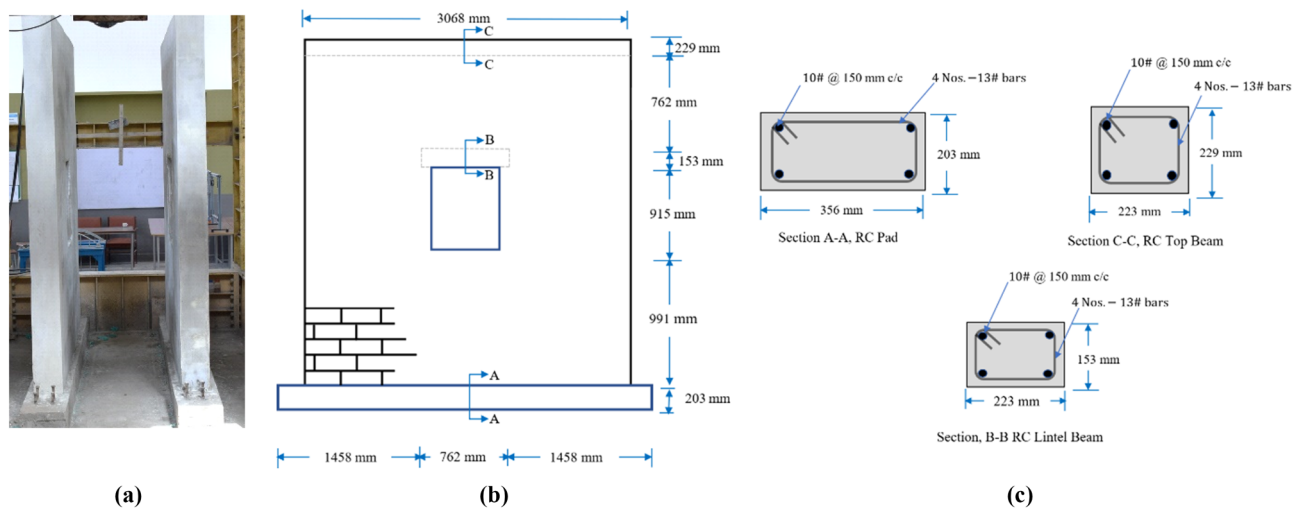 3068 mm
C
C
229 mm
762 mm
B
B
153 mm
915 mm
991 mm
A
A
203 mm
1458 mm
762 mm
1458 mm
10# @ 150 mm c/c
4 Nos.－13# bars
203 mm
356 mm
Section A-A, RC Pad
10# @ 150 mm c/c
4 Nos.－13# bars
229 mm
223 mm
Section C-C, RC Top Beam
10# @ 150 mm c/c
4 Nos.－13# bars
153 mm
223 mm
Section, B-B RC Lintel Beam
(a)
(b)
(c)